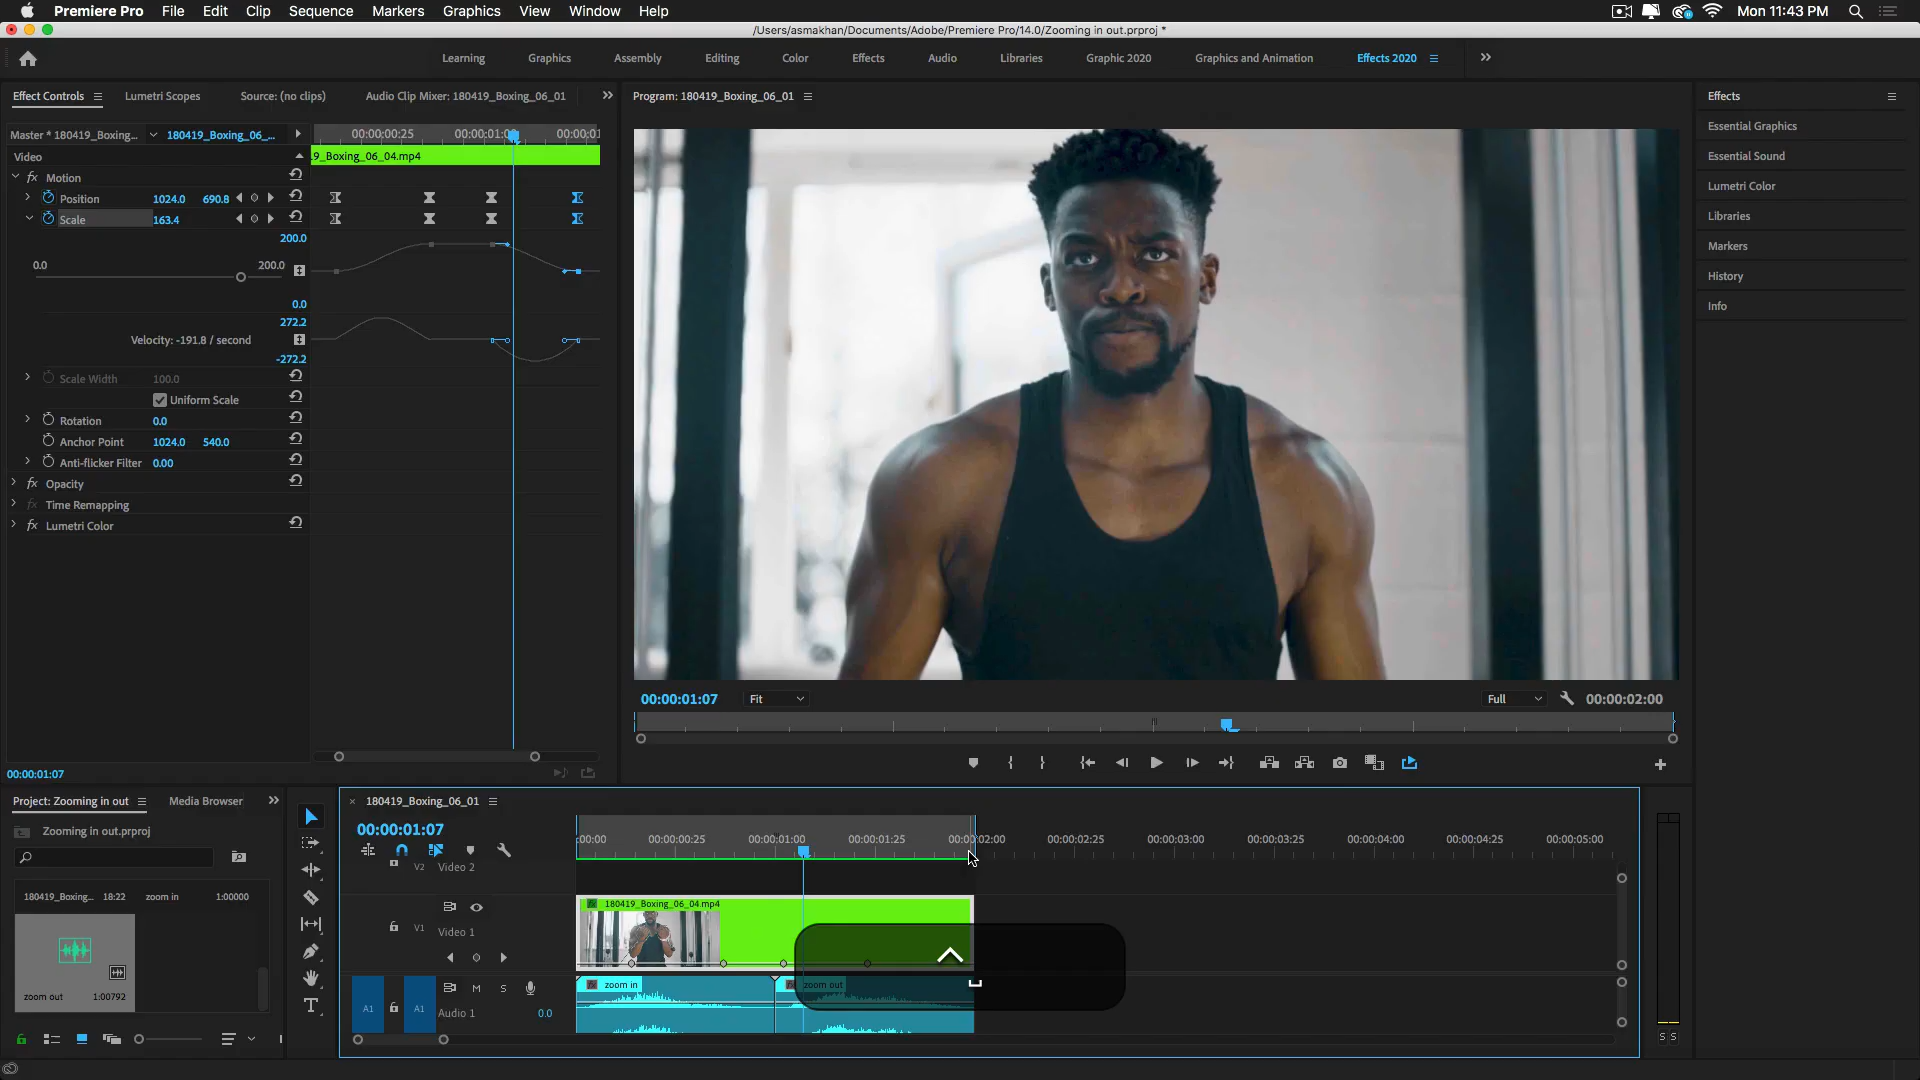 Premiere Pro File Edit Clip Sequence Markers Graphics View Window Help Mon 11:43 PM
/Users/asmakhan/Documents/Adobe/Premiere Pro/14.0/Zooming in out.prproj *
Learning Graphics Assembly Editing Color Effects Audio Libraries Graphic 2020 Graphics and Animation Effects 2020
Effect Controls Lumetri Scopes Source: (no clips) Audio Clip Mixer: 180419_Boxing_06_01
Master * 180419_Boxing... 180419_Boxing_06_...
00:00:00:25 00:00:01:00
Video
9_Boxing_06_04.mp4
fx Motion
Position 1024.0 690.8
Scale 163.4
200.0
0.0 200.0
0.0
272.2
Velocity: -191.8 / second
-272.2
Scale Width 100.0
Uniform Scale
Rotation 0.0
Anchor Point 1024.0 540.0
Anti-flicker Filter 0.00
fx Opacity
fx Time Remapping
fx Lumetri Color
00:00:01:07
Program: 180419_Boxing_06_01
00:00:01:07 Fit Full 00:00:02:00
Effects
Essential Graphics
Essential Sound
Lumetri Color
Libraries
Markers
History
Info
Project: Zooming in out Media Browser
Zooming in out.prproj
180419_Boxing... 18:22 zoom in 1:00000
zoom out 1:00792
180419_Boxing_06_01
00:00:01:07
:00:00 00:00:00:25 00:00:01:00 00:00:01:25 00:00:02:00 00:00:02:25 00:00:03:00 00:00:03:25 00:00:04:00 00:00:04:25 00:00:05:00
V2 Video 2
fx 180419_Boxing_06_04.mp4
V1 Video 1
M S
fx zoom in fx zoom out
A1 A1 Audio 1 0.0
S S